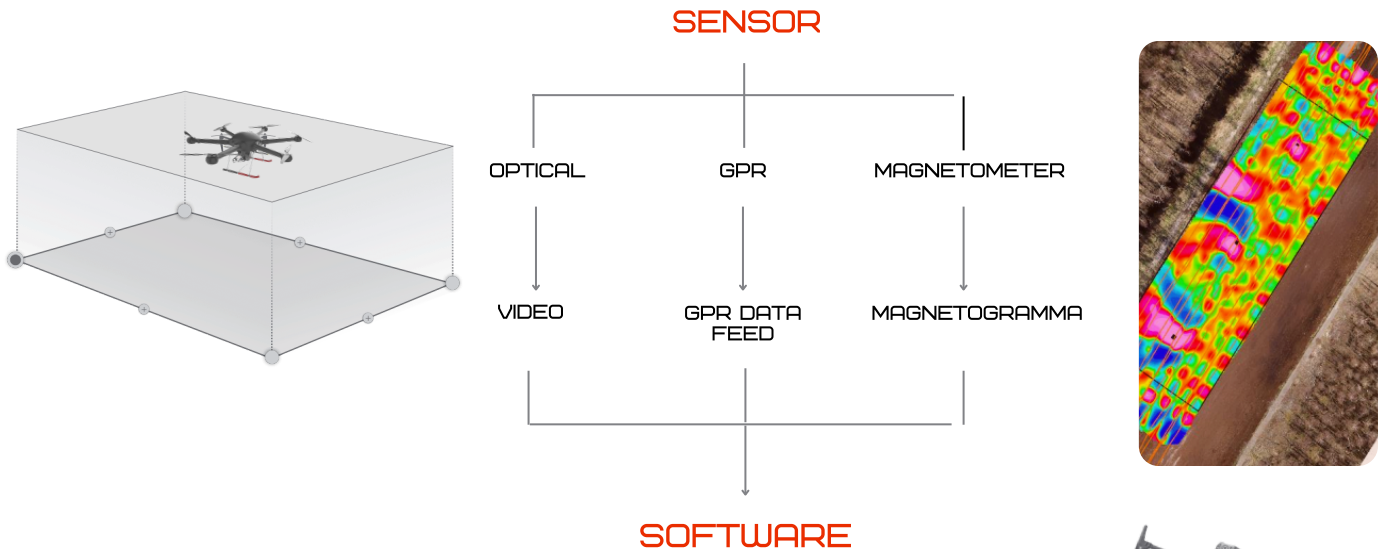 SENSOR
OPTICAL
GPR
MAGNETOMETER
VIDEO
GPR DATA
FEED
MAGNETOGRAMMA
SOFTWARE